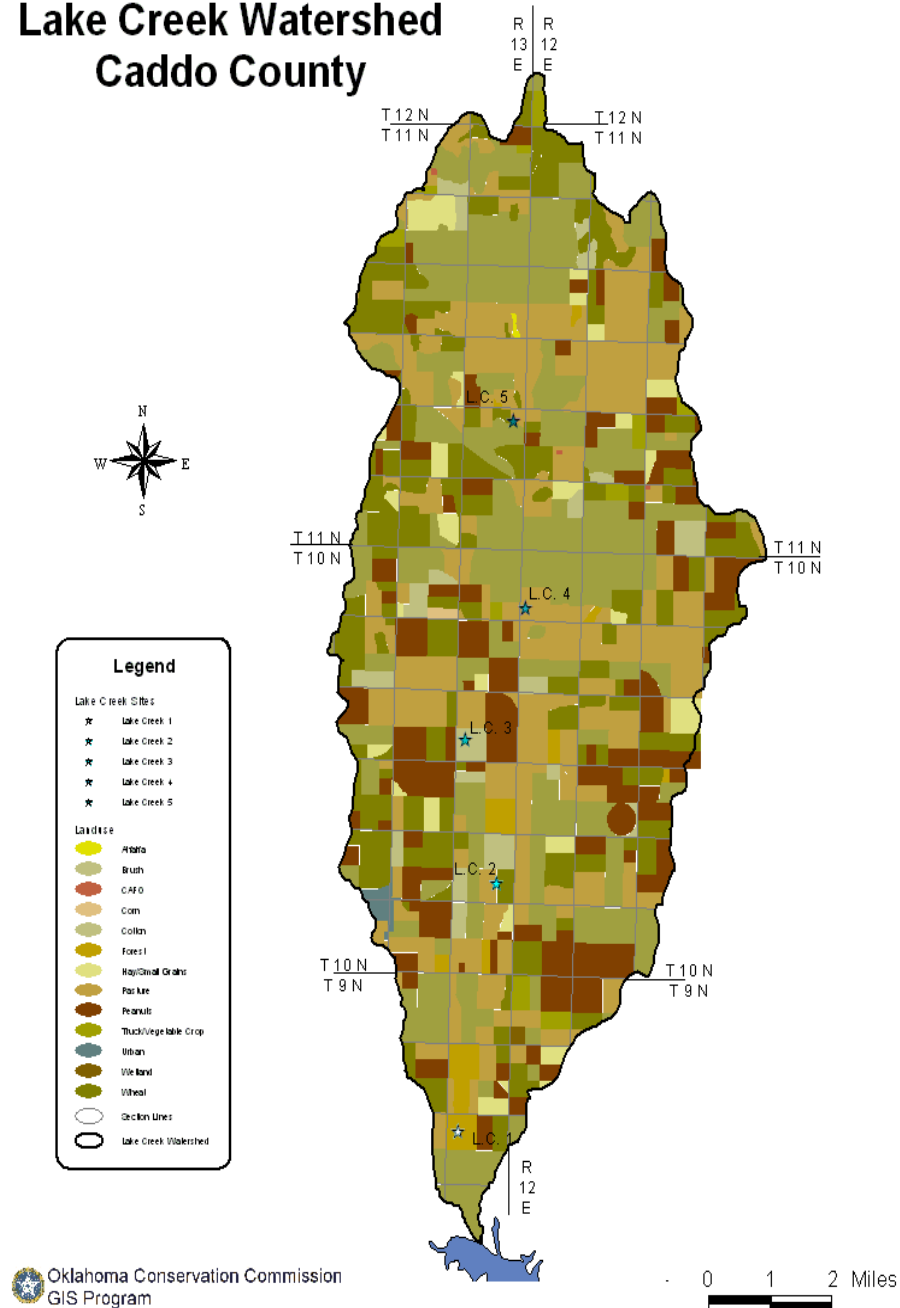 Lake Creek Watershed
Caddo County
R R
13 12
E E
T 12 N
T 11 N
T 12 N
T 11 N
L.C. 5
N
W E
S
T 11 N
T 10 N
T 11 N
T 10 N
L.C. 4
Legend
Lake Creek Sites
Lake Creek 1
Lake Creek 2
Lake Creek 3
Lake Creek 4
Lake Creek 5
Landuse
Alfalfa
Brush
CAFO
Corn
Cotton
Forest
Hay/Small Grains
Pasture
Peanuts
Truck/Vegetable Crop
Urban
Wetland
Wheat
Section Lines
Lake Creek Watershed
L.C. 3
L.C. 2
T 10 N
T 9 N
T 10 N
T 9 N
L.C. 1
R
12
E
Oklahoma Conservation Commission
GIS Program
0 1 2 Miles